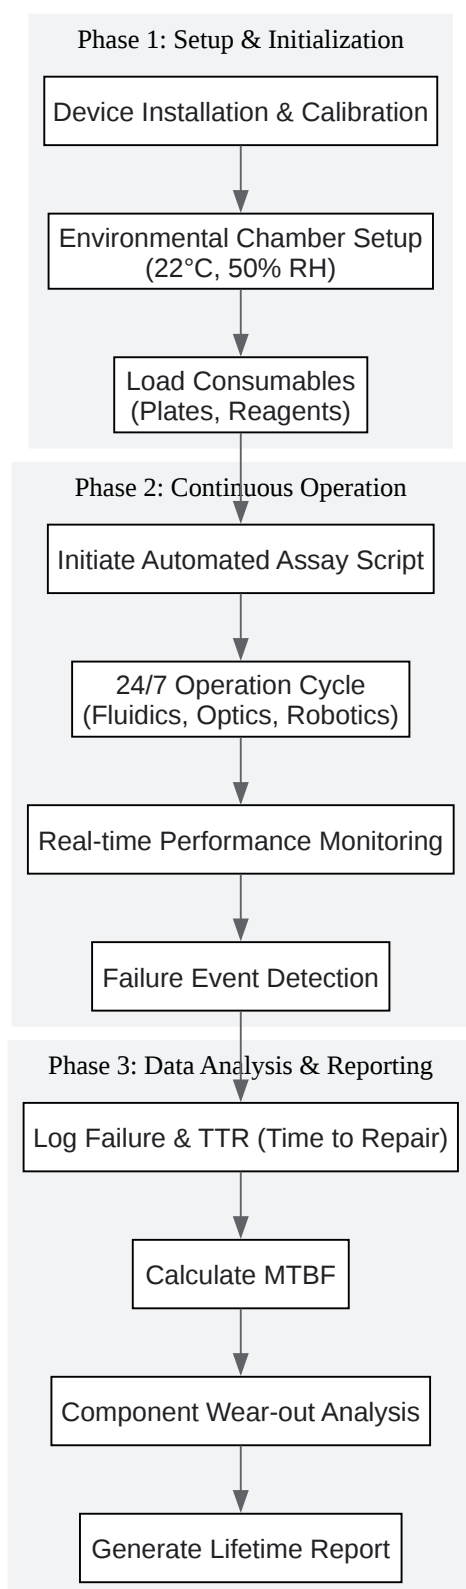 Phase 1: Setup & Initialization
Device Installation & Calibration
Environmental Chamber Setup
(22°C, 50% RH)
Load Consumables
(Plates, Reagents)
Phase 2: Continuous Operation
Initiate Automated Assay Script
24/7 Operation Cycle
(Fluidics, Optics, Robotics)
Real-time Performance Monitoring
Failure Event Detection
Phase 3: Data Analysis & Reporting
Log Failure & TTR (Time to Repair)
Calculate MTBF
Component Wear-out Analysis
Generate Lifetime Report